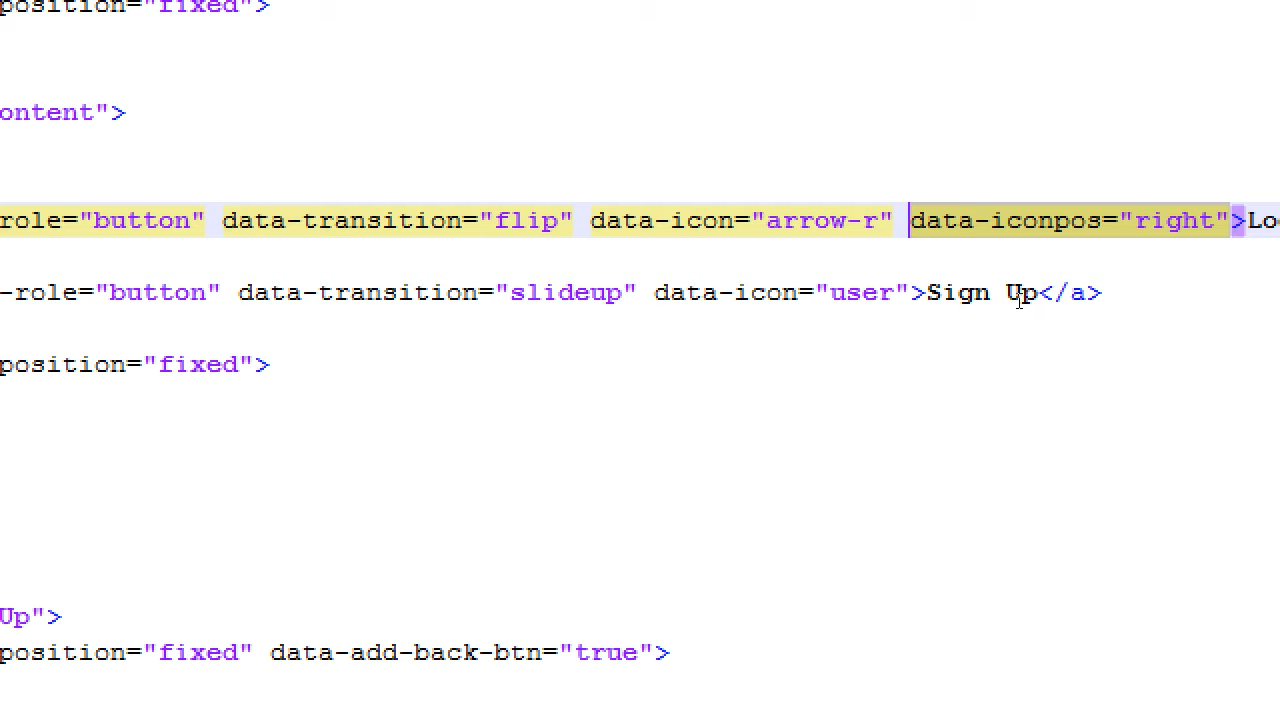 position="fixed">
ontent">
role="button" data-transition="flip" data-icon="arrow-r" data-iconpos="right">Lo
-role="button" data-transition="slideup" data-icon="user">Sign Up</a>
position="fixed">
Up">
position="fixed" data-add-back-btn="true">